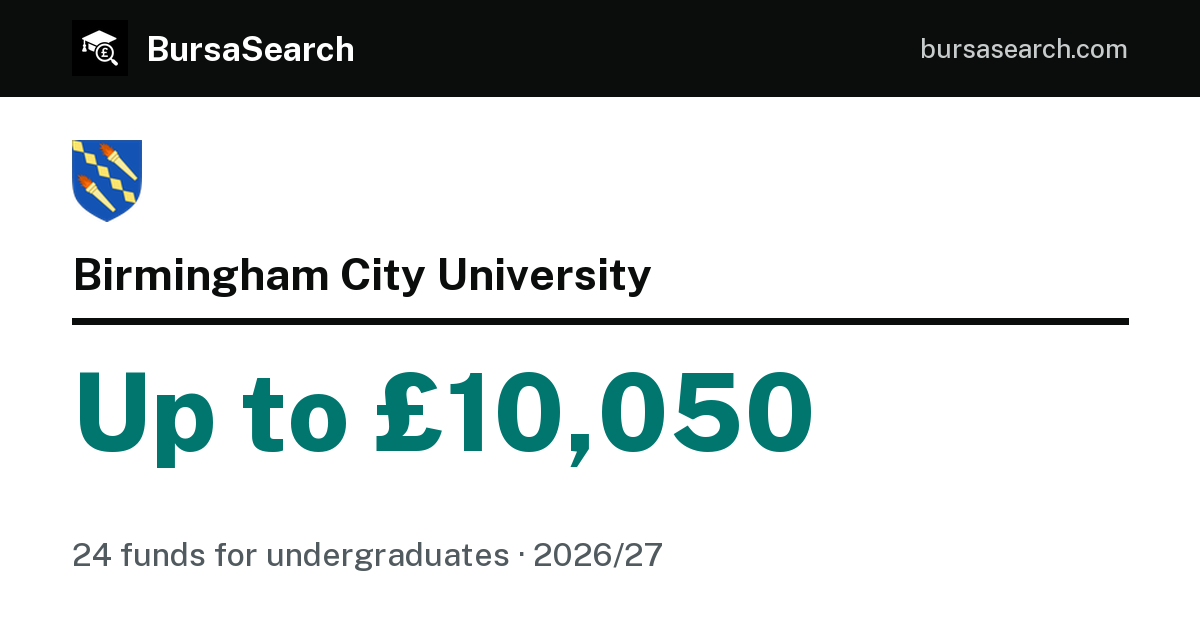 £
BursaSearch
bursasearch.com
Birmingham City University
Up to £10,050
24 funds for undergraduates · 2026/27